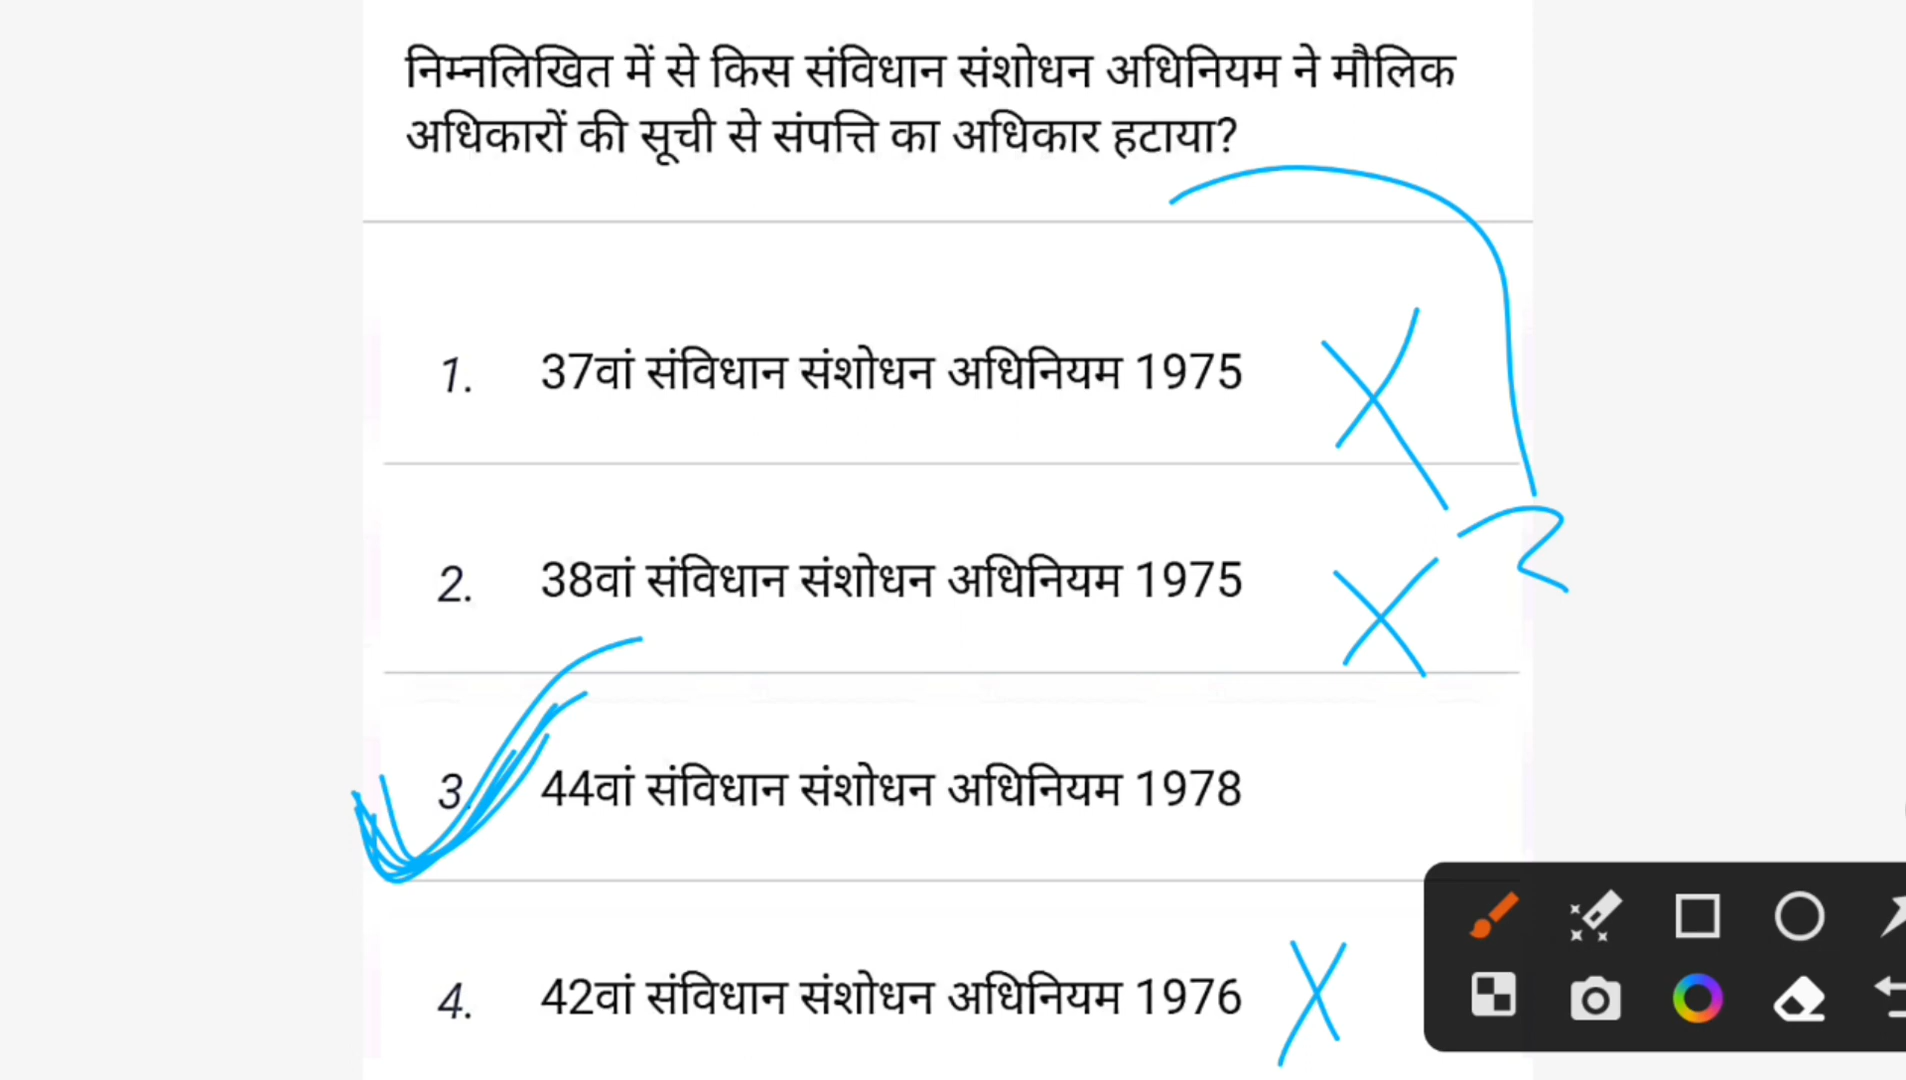 निम्नलिखित में से किस संविधान संशोधन अधिनियम ने मौलिक
अधिकारों की सूची से संपत्ति का अधिकार हटाया?
1. 37वां संविधान संशोधन अधिनियम 1975
2. 38वां संविधान संशोधन अधिनियम 1975
3. 44वां संविधान संशोधन अधिनियम 1978
4. 42वां संविधान संशोधन अधिनियम 1976